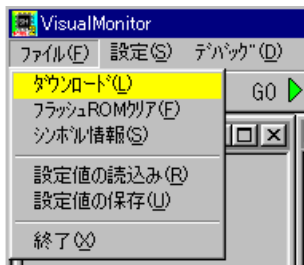 VisualMonitor
ﾌｧｲﾙ(F) 設定(S) ﾃﾞﾊﾞｯｸﾞ(D)
ﾀﾞｳﾝﾛｰﾄﾞ(L)
GO
ﾌﾗｯｼｭROMｸﾘｱ(F)
ｼﾝﾎﾞﾙ情報(S)
設定値の読込み(R)
設定値の保存(U)
終了(X)